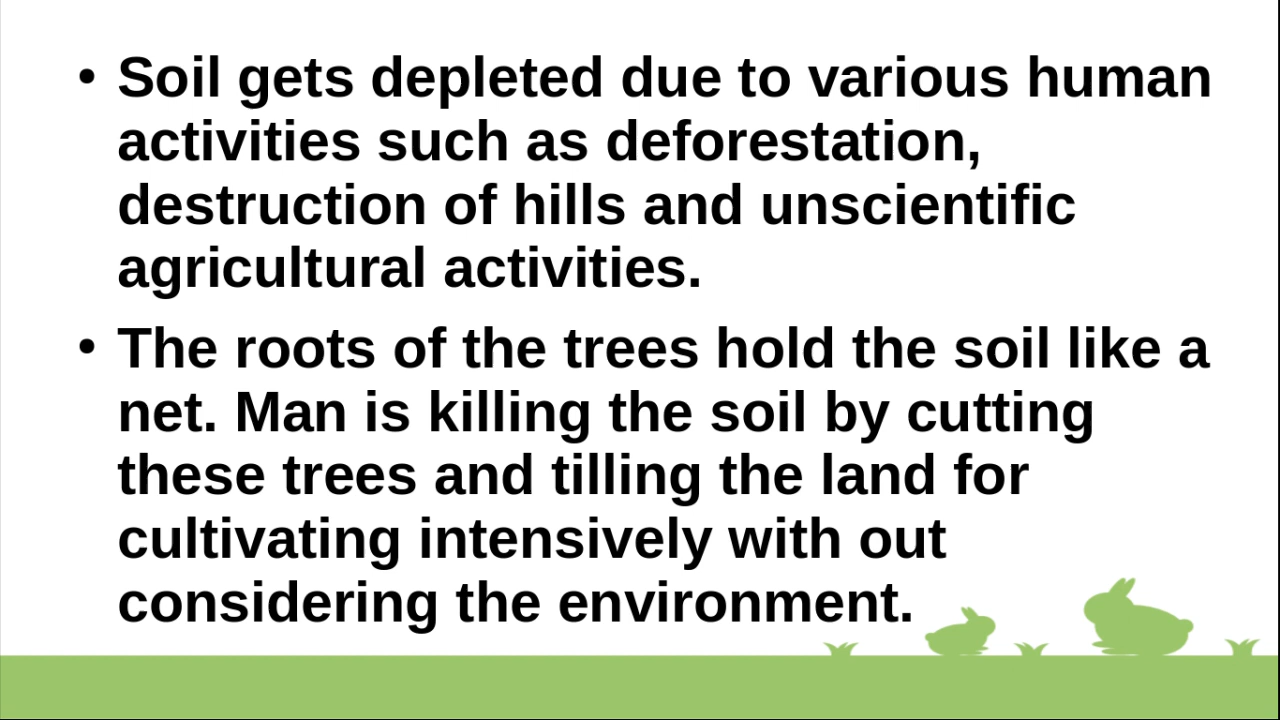 • Soil gets depleted due to various human
activities such as deforestation,
destruction of hills and unscientific
agricultural activities.
• The roots of the trees hold the soil like a
net. Man is killing the soil by cutting
these trees and tilling the land for
cultivating intensively with out
considering the environment.